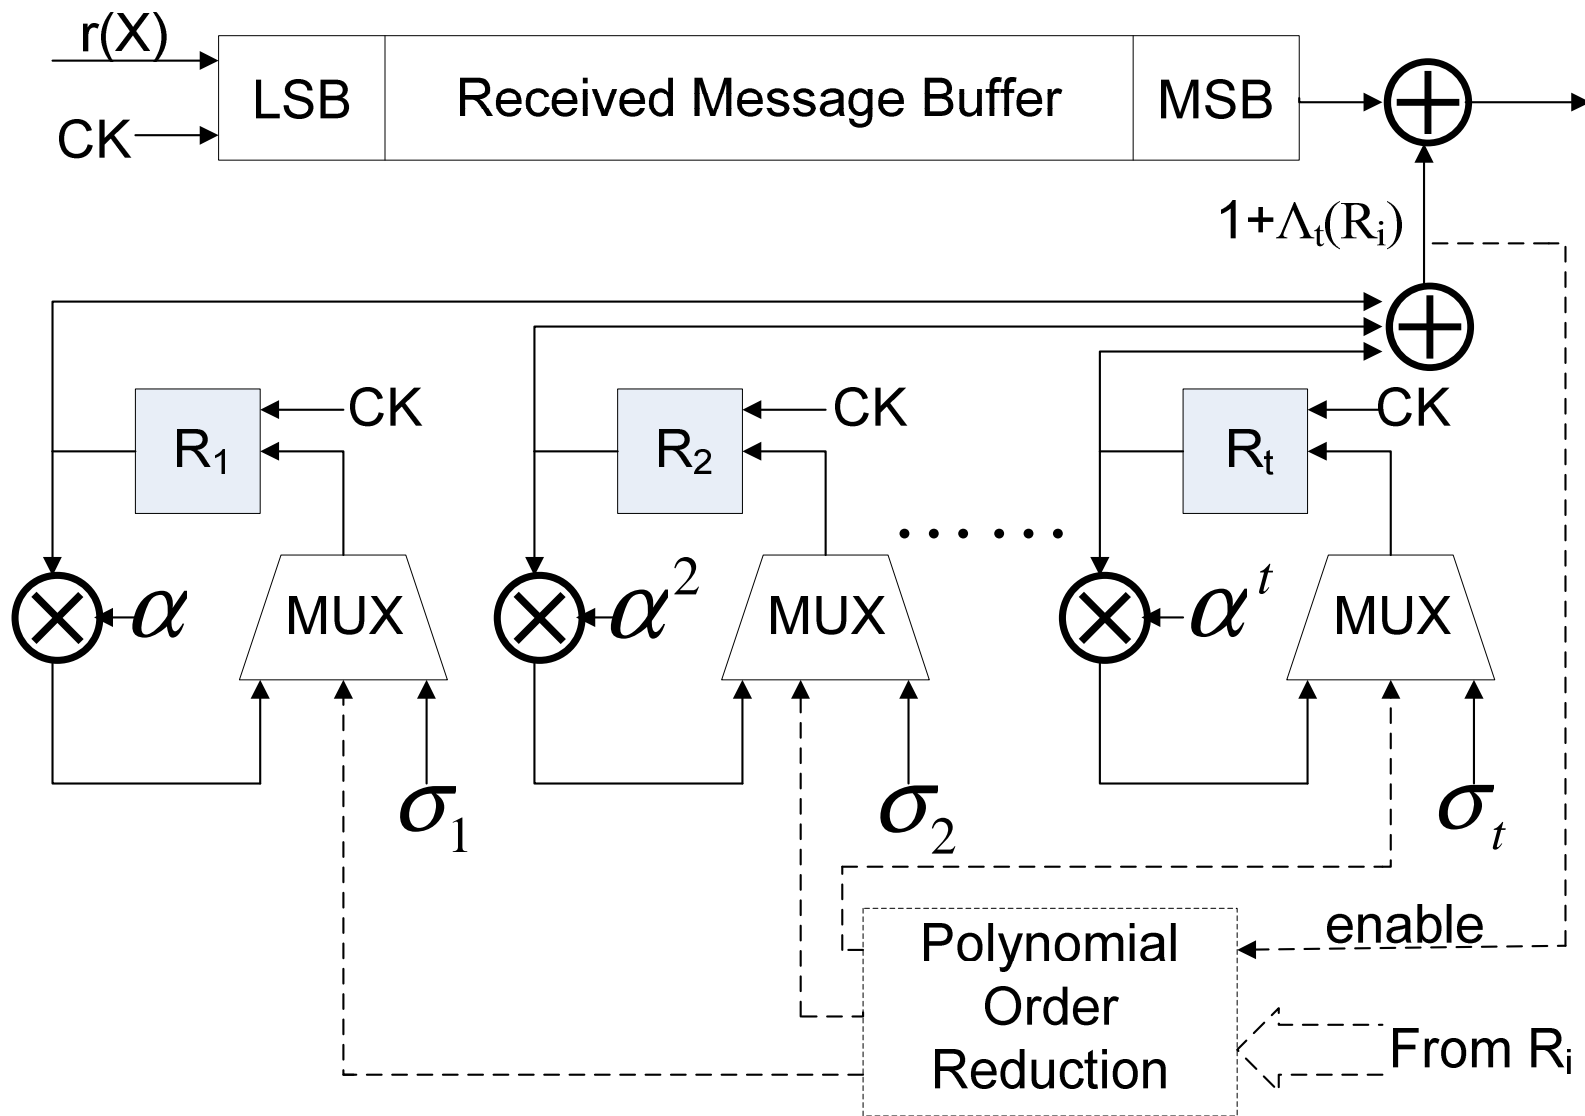 r(X)
CK
LSB
Received Message Buffer
MSB
1+Λₜ(Rᵢ)
CK
CK
CK
R₁
R₂
Rₜ
α
MUX
α²
MUX
αᵗ
MUX
σ₁
σ₂
σₜ
Polynomial
Order
Reduction
enable
From Rᵢ